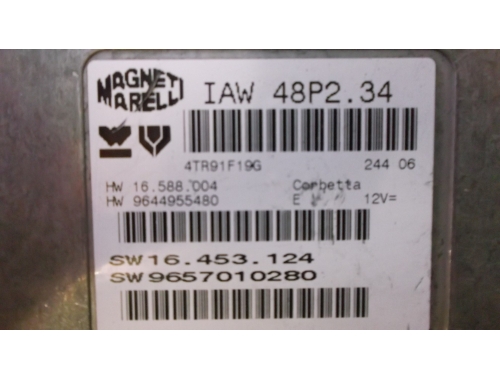 MAGNETI
MARELLI
IAW 48P2.34
4TR91F19G 244 06
HW 16.588.004 Corbetta
HW 9644955480 E 12V=
SW16.453.124
SW9657010280